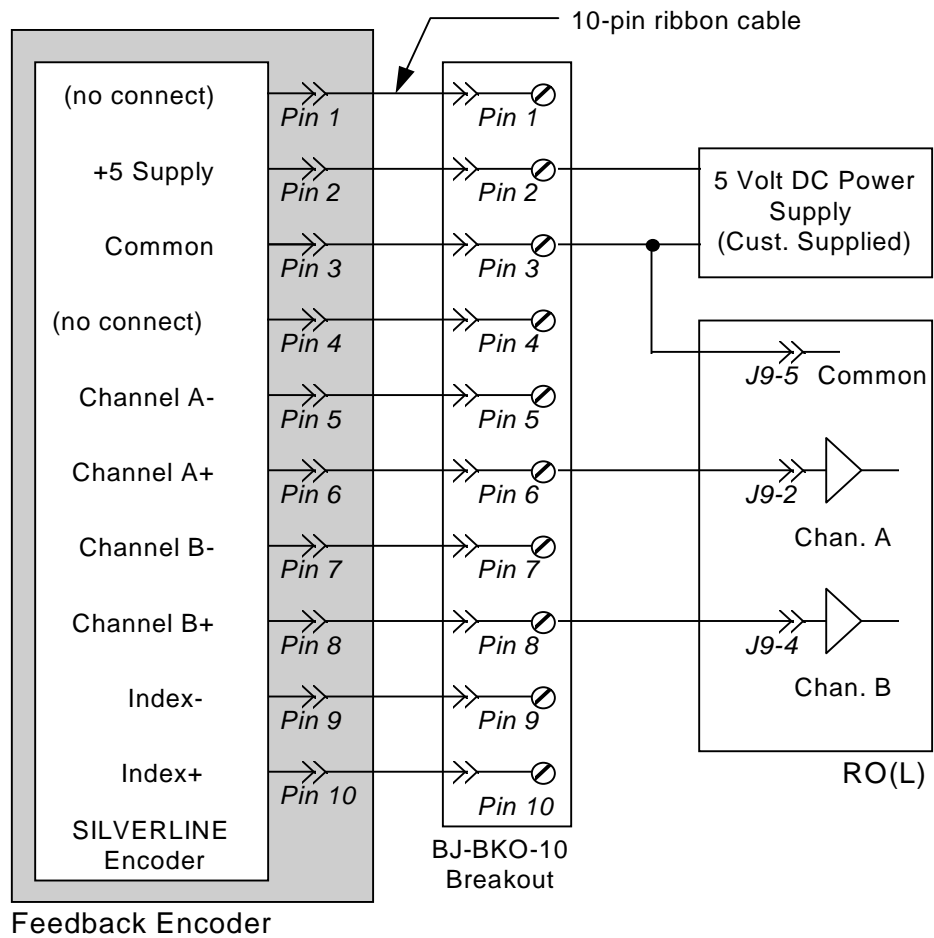 10-pin ribbon cable
(no connect)
Pin 1
Pin 1
+5 Supply
Pin 2
Pin 2
5 Volt DC Power
Supply
(Cust. Supplied)
Common
Pin 3
Pin 3
(no connect)
Pin 4
Pin 4
J9-5 Common
Channel A-
Pin 5
Pin 5
Channel A+
Pin 6
Pin 6
J9-2
Chan. A
Channel B-
Pin 7
Pin 7
Channel B+
Pin 8
Pin 8
J9-4
Chan. B
Index-
Pin 9
Pin 9
Index+
Pin 10
Pin 10
RO(L)
SILVERLINE
Encoder
BJ-BKO-10
Breakout
Feedback Encoder